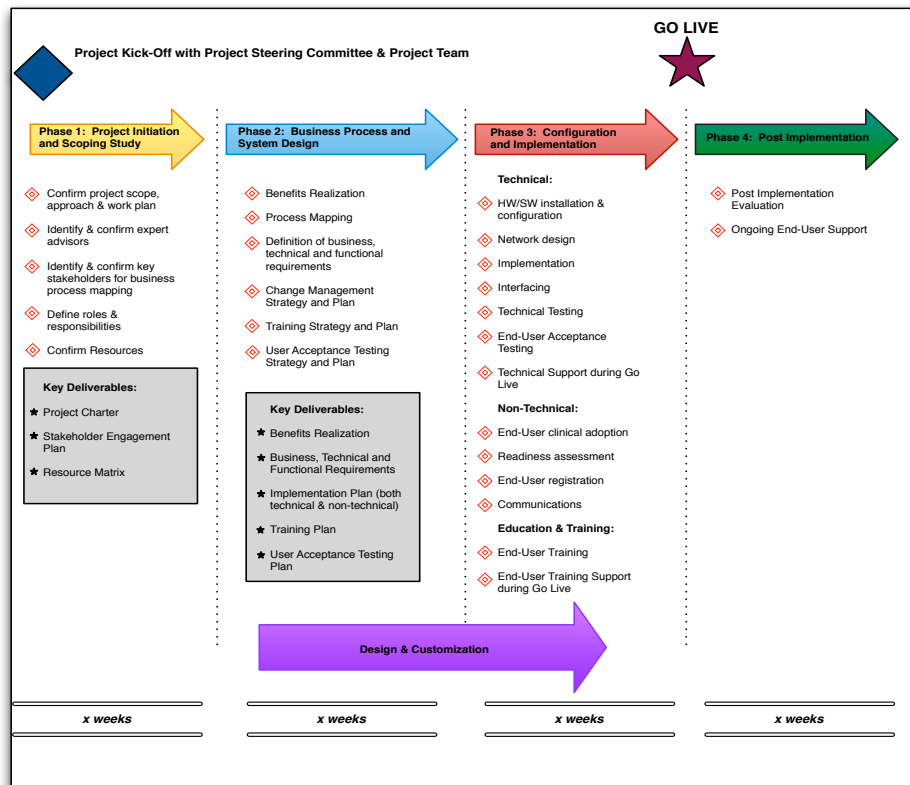 GO LIVE
Project Kick-Off with Project Steering Committee & Project Team
Phase 1: Project Initiation
and Scoping Study
Confirm project scope,
approach & work plan
Identify & confirm expert
advisors
Identify & confirm key
stakeholders for business
process mapping
Define roles &
responsibilities
Confirm Resources
Key Deliverables:
Project Charter
Stakeholder Engagement
Plan
Resource Matrix
Phase 2: Business Process and
System Design
Benefits Realization
Process Mapping
Definition of business,
technical and functional
requirements
Change Management
Strategy and Plan
Training Strategy and Plan
User Acceptance Testing
Strategy and Plan
Key Deliverables:
Benefits Realization
Business, Technical and
Functional Requirements
Implementation Plan (both
technical & non-technical)
Training Plan
User Acceptance Testing
Plan
Phase 3: Configuration
and Implementation
Technical:
HW/SW installation &
configuration
Network design
Implementation
Interfacing
Technical Testing
End-User Acceptance
Testing
Technical Support during Go
Live
Non-Technical:
End-User clinical adoption
Readiness assessment
End-User registration
Communications
Education & Training:
End-User Training
End-User Training Support
during Go Live
Phase 4: Post Implementation
Post Implementation
Evaluation
Ongoing End-User Support
Design & Customization
x weeks
x weeks
x weeks
x weeks